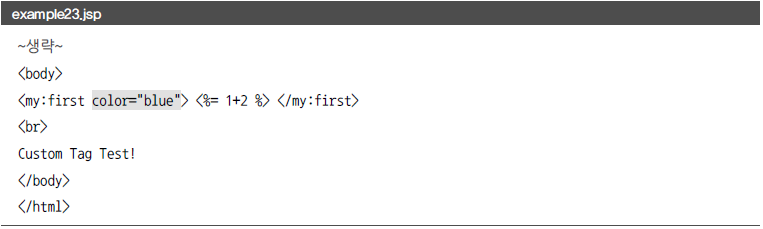 example23.jsp
~생략~
<body>
<my:first color="blue"> <%= 1+2 %> </my:first>
<br>
Custom Tag Test!
</body>
</html>